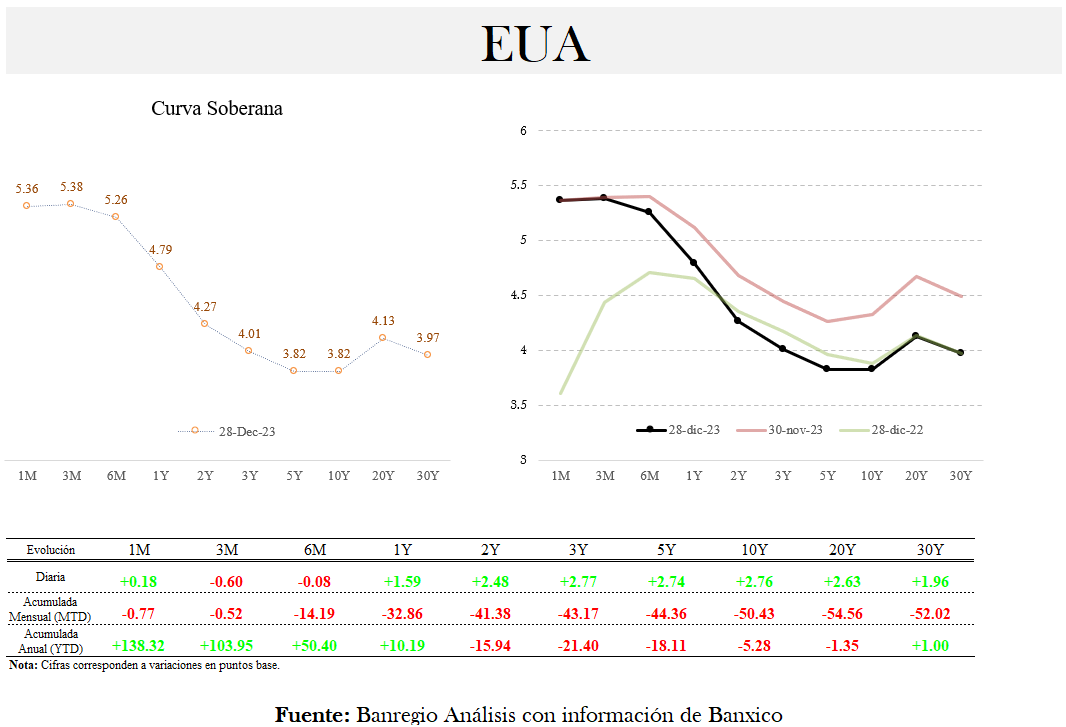 EUA
Curva Soberana
5.36 5.38 5.26 4.79 4.27 4.01 3.82 3.82 4.13 3.97
28-Dec-23
1M 3M 6M 1Y 2Y 3Y 5Y 10Y 20Y 30Y
6
5.5
5
4.5
4
3.5
3
28-dic-23 30-nov-23 28-dic-22
1M 3M 6M 1Y 2Y 3Y 5Y 10Y 20Y 30Y
Evolución 1M 3M 6M 1Y 2Y 3Y 5Y 10Y 20Y 30Y
Diaria +0.18 -0.60 -0.08 +1.59 +2.48 +2.77 +2.74 +2.76 +2.63 +1.96
Acumulada
Mensual (MTD) -0.77 -0.52 -14.19 -32.86 -41.38 -43.17 -44.36 -50.43 -54.56 -52.02
Acumulada
Anual (YTD) +138.32 +103.95 +50.40 +10.19 -15.94 -21.40 -18.11 -5.28 -1.35 +1.00
Nota: Cifras corresponden a variaciones en puntos base.
Fuente: Banregio Análisis con información de Banxico